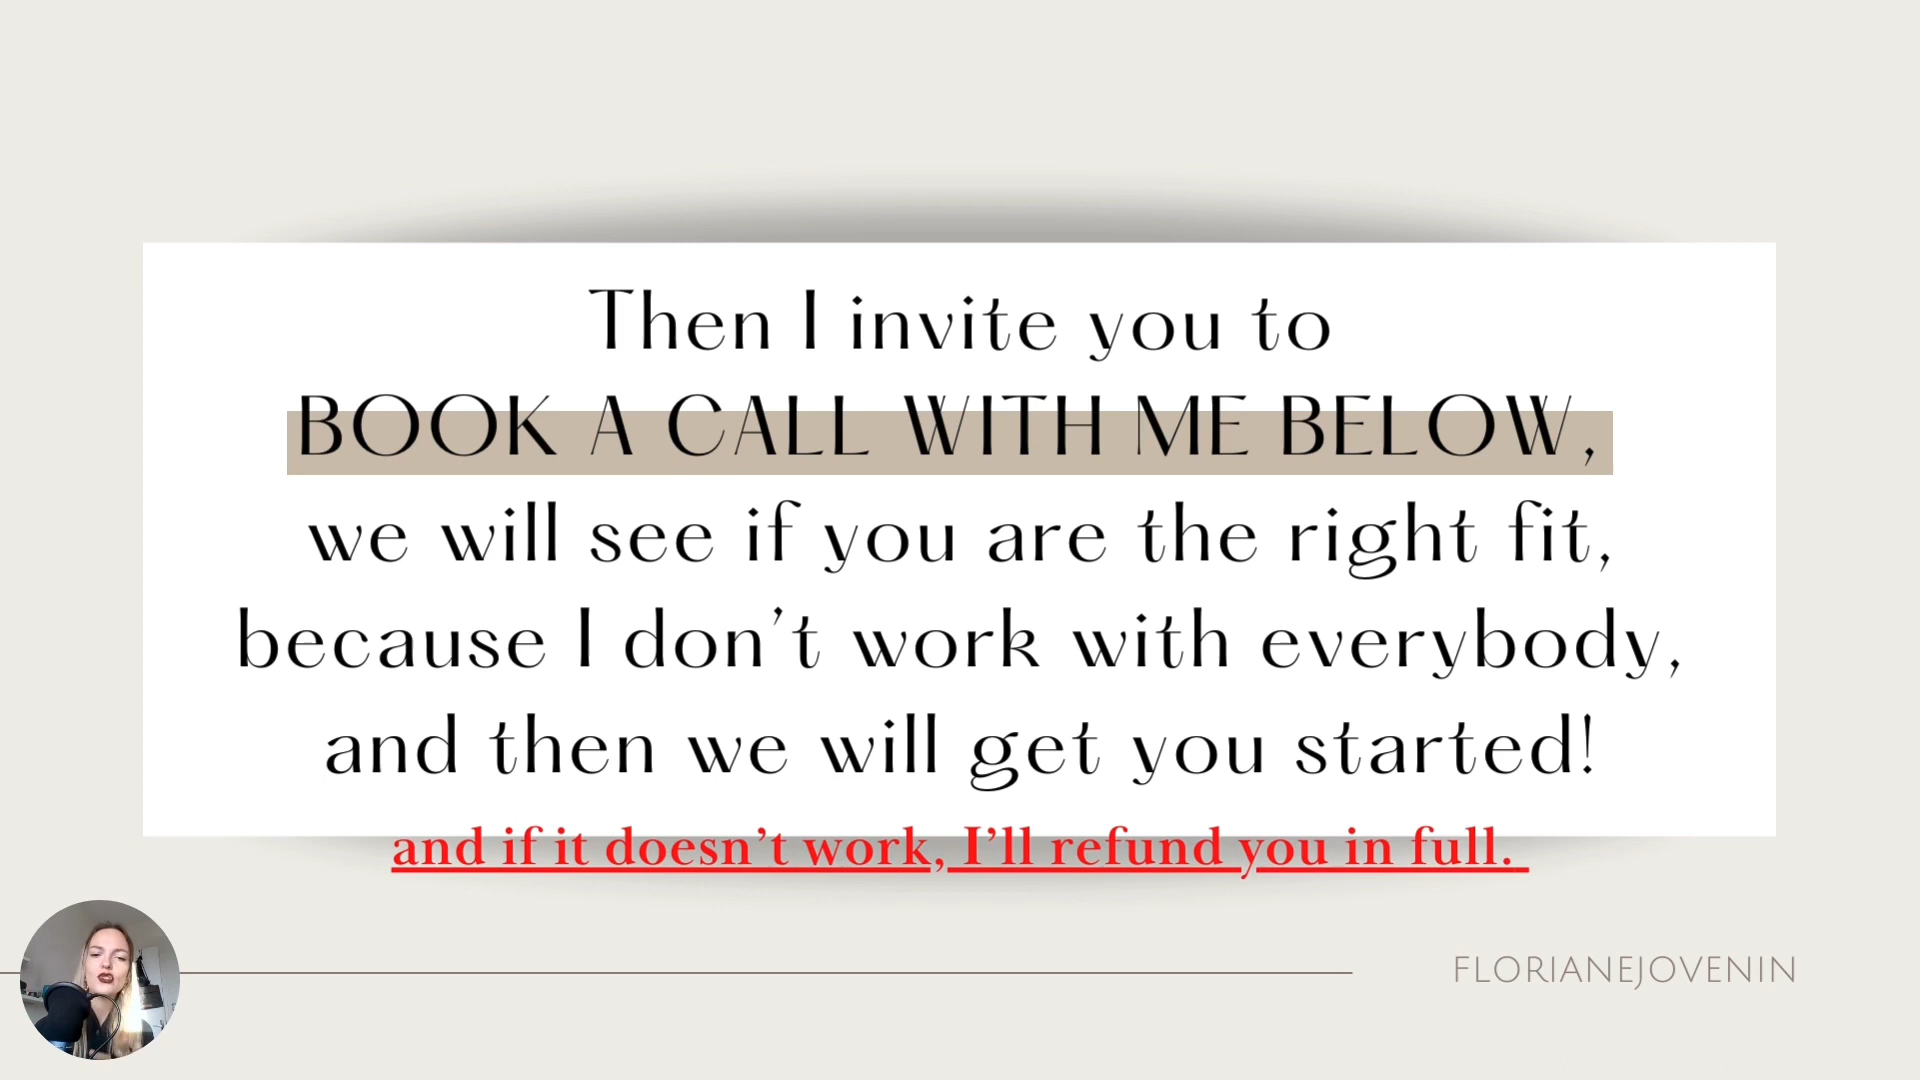 Then I invite you to
BOOK A CALL WITH ME BELOW,
we will see if you are the right fit,
because I don’t work with everybody,
and then we will get you started!
and if it doesn’t work, I’ll refund you in full.
FLORIANEJOVENIN